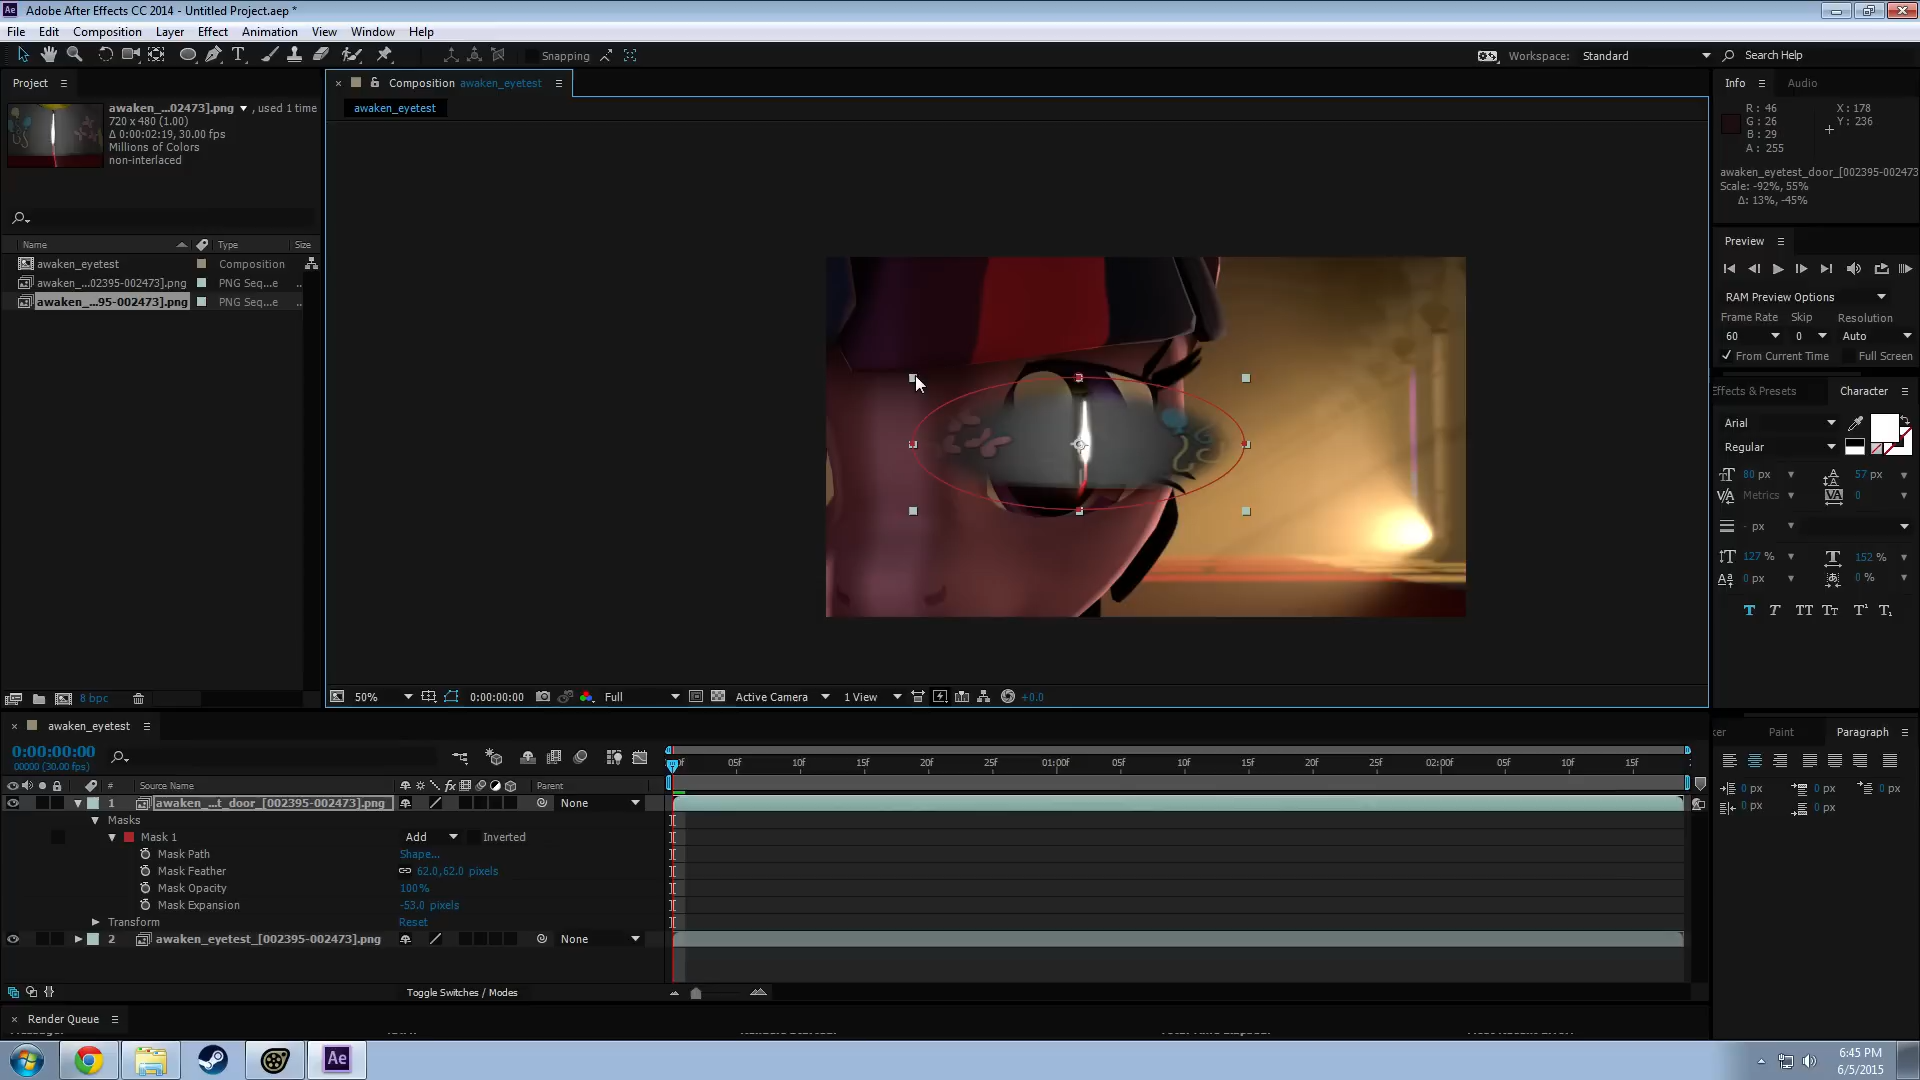 Adobe After Effects CC 2014 - Untitled Project.aep *
File Edit Composition Layer Effect Animation View Window Help
Snapping
Workspace: Standard
Search Help
Project
awaken_...02473].png , used 1 time
720 x 480 (1.00)
Δ 0:00:02:19, 30.00 fps
Millions of Colors
non-interlaced
Name Type Size
awaken_eyetest Composition
awaken_...02395-002473].png PNG Seq...e ...
awaken_...95-002473].png PNG Seq...e ...
8 bpc
Composition awaken_eyetest
awaken_eyetest
50% 0:00:00:00 Full Active Camera 1 View +0.0
Info Audio
R: 46 X: 178
G: 26 Y: 236
B: 29
A: 255
awaken_eyetest_door_[002395-002473
Scale: -92%, 55%
Δ: 13%, -45%
Preview
RAM Preview Options
Frame Rate Skip Resolution
60 0 Auto
From Current Time Full Screen
Effects & Presets Character
Arial
Regular
80 px 57 px
Metrics 0
- px
127 % 152 %
0 px 0 %
T T TT Tт T¹ T₁
ker Paint Paragraph
0 px 0 px 0 px
0 px 0 px
awaken_eyetest
0:00:00:00
00000 (30.00 fps)
# Source Name Parent
00f 05f 10f 15f 20f 25f 01:00f 05f 10f 15f 20f 25f 02:00f 05f 10f 15f
1 awaken_...t_door_[002395-002473].png None
Masks
Mask 1 Add Inverted
Mask Path Shape...
Mask Feather 62.0,62.0 pixels
Mask Opacity 100%
Mask Expansion -53.0 pixels
Transform Reset
2 awaken_eyetest_[002395-002473].png None
Toggle Switches / Modes
Render Queue
6:45 PM
6/5/2015